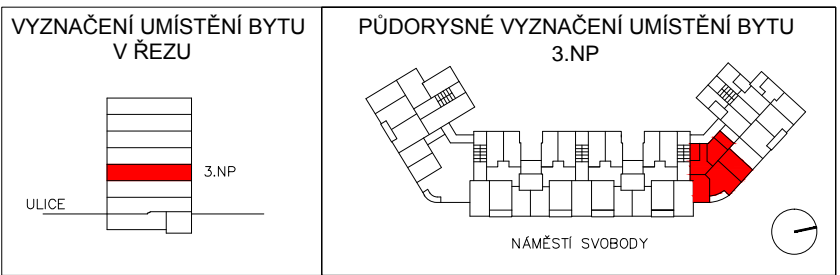 VYZNAČENÍ UMÍSTĚNÍ BYTU
V ŘEZU
3.NP
ULICE
PŮDORYSNÉ VYZNAČENÍ UMÍSTĚNÍ BYTU
3.NP
NÁMĚSTÍ SVOBODY